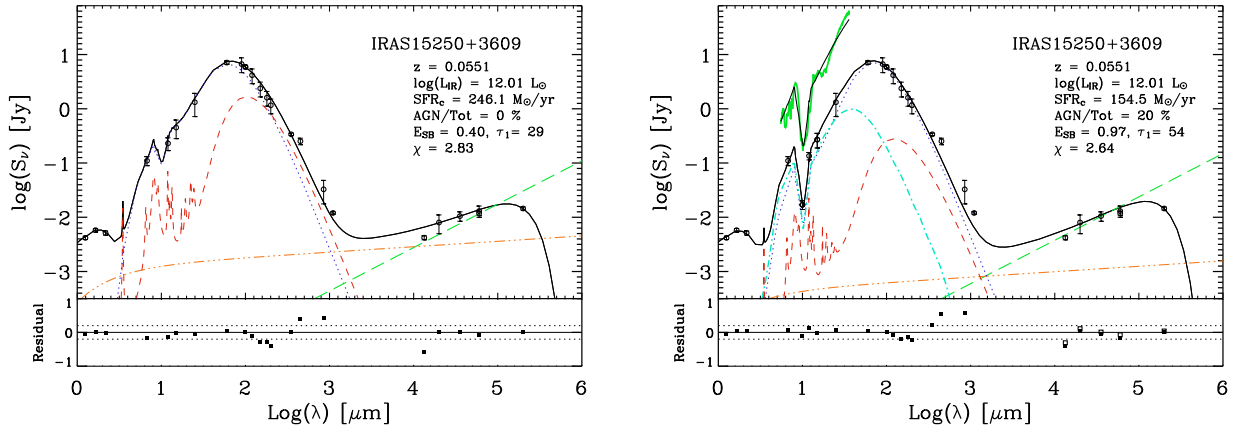 IRAS15250+3609
z = 0.0551
log(L_IR) = 12.01 L⊙
SFR_c = 246.1 M⊙/yr
AGN/Tot = 0 %
E_SB = 0.40, τ_1= 29
χ = 2.83
log(S_ν) [Jy]
1
0
-1
-2
-3
Residual
1
0
-1
0 1 2 3 4 5 6
Log(λ) [μm]
IRAS15250+3609
z = 0.0551
log(L_IR) = 12.01 L⊙
SFR_c = 154.5 M⊙/yr
AGN/Tot = 20 %
E_SB = 0.97, τ_1= 54
χ = 2.64
log(S_ν) [Jy]
1
0
-1
-2
-3
Residual
1
0
-1
0 1 2 3 4 5 6
Log(λ) [μm]